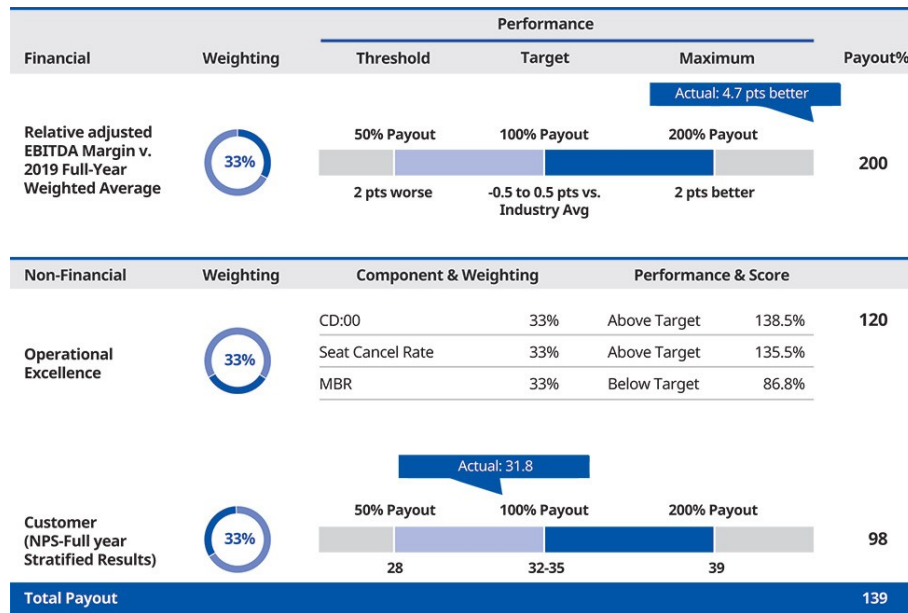 Performance
Financial Weighting Threshold Target Maximum Payout%
Actual: 4.7 pts better
Relative adjusted
EBITDA Margin v.
2019 Full-Year
Weighted Average
33%
50% Payout 100% Payout 200% Payout
200
2 pts worse -0.5 to 0.5 pts vs. 2 pts better
Industry Avg
Non-Financial Weighting Component & Weighting Performance & Score
CD:00 33% Above Target 138.5% 120
Operational
Excellence
33%
Seat Cancel Rate 33% Above Target 135.5%
MBR 33% Below Target 86.8%
Actual: 31.8
Customer
(NPS-Full year
Stratified Results)
33%
50% Payout 100% Payout 200% Payout
98
28 32-35 39
Total Payout 139